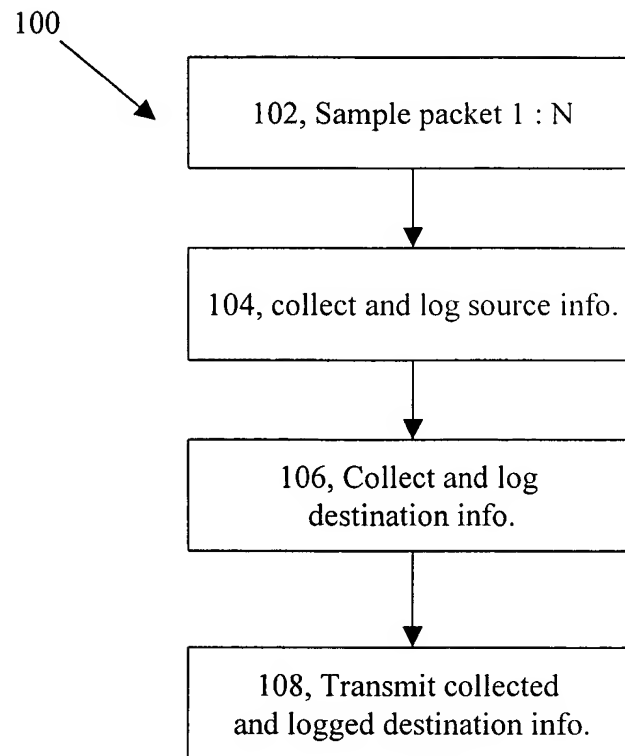 100
102, Sample packet 1 : N
104, collect and log source info.
106, Collect and log
destination info.
108, Transmit collected
and logged destination info.